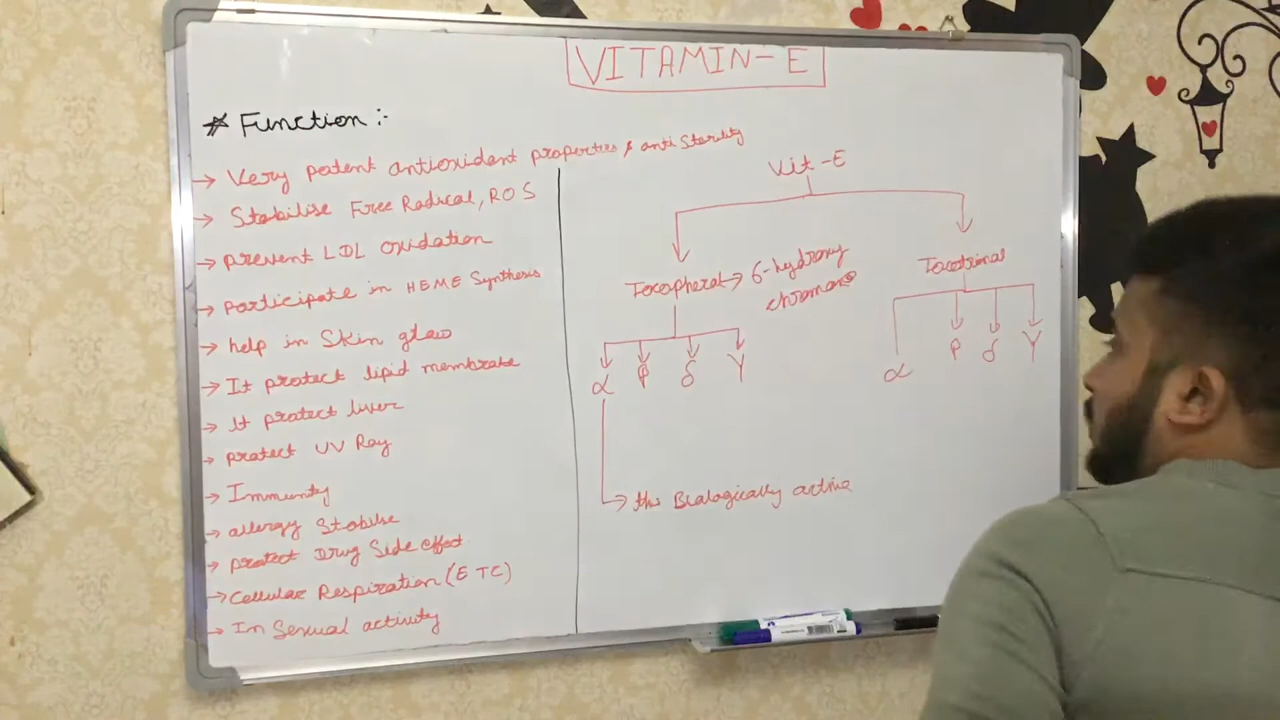 VITAMIN-E
* Function :-
→ Very potent antioxidant properties & anti Sterility
→ Stabilise Free Radical, ROS
→ prevent LDL oxidation
→ participate in HEME Synthesis
→ help in Skin glow
→ It protect lipid membrane
→ It protect liver
→ protect UV Ray
→ Immunity
→ allergy Stabilise
→ protect Drug Side effect
→ Cellular Respiration (ETC)
→ In Sexual activity
Vit-E
Tocopherol → 6-hydroxy
chromane
Tocotrinal
α β δ γ
α β δ γ
→ this Biologically active